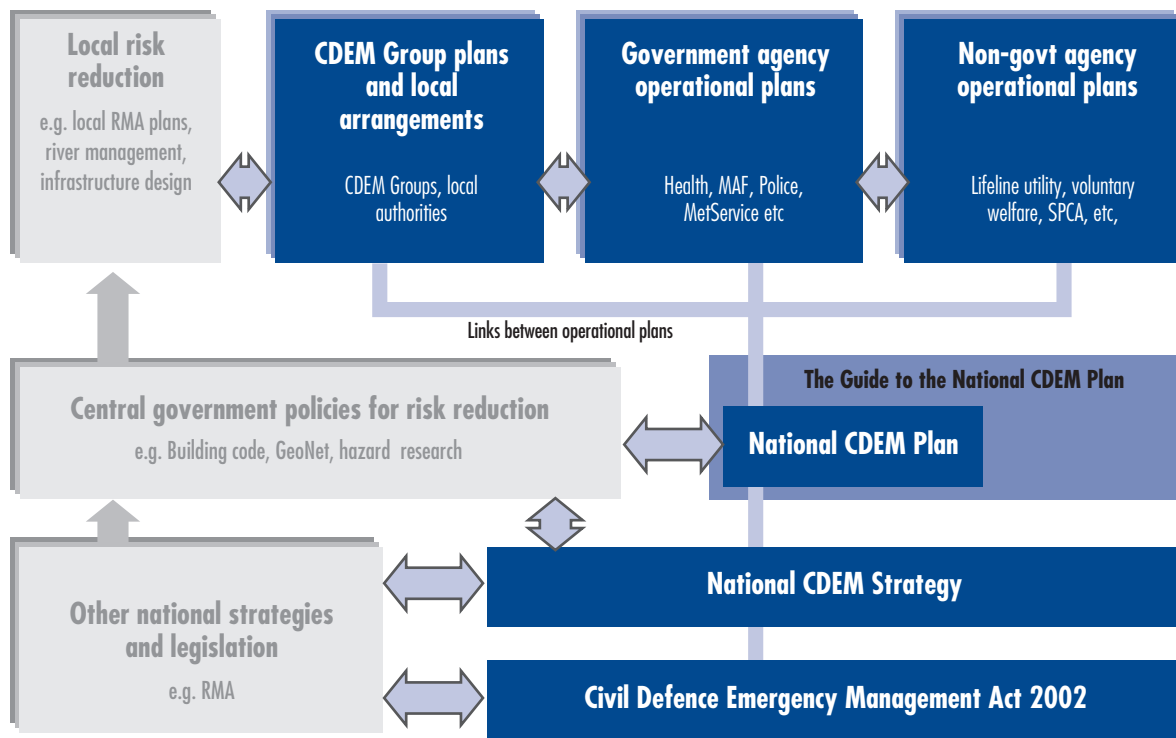 Local risk
reduction
e.g. local RMA plans,
river management,
infrastructure design
CDEM Group plans
and local
arrangements
CDEM Groups, local
authorities
Government agency
operational plans
Health, MAF, Police,
MetService etc
Non-govt agency
operational plans
Lifeline utility, voluntary
welfare, SPCA, etc,
Links between operational plans
Central government policies for risk reduction
e.g. Building code, GeoNet, hazard research
The Guide to the National CDEM Plan
National CDEM Plan
Other national strategies
and legislation
e.g. RMA
National CDEM Strategy
Civil Defence Emergency Management Act 2002